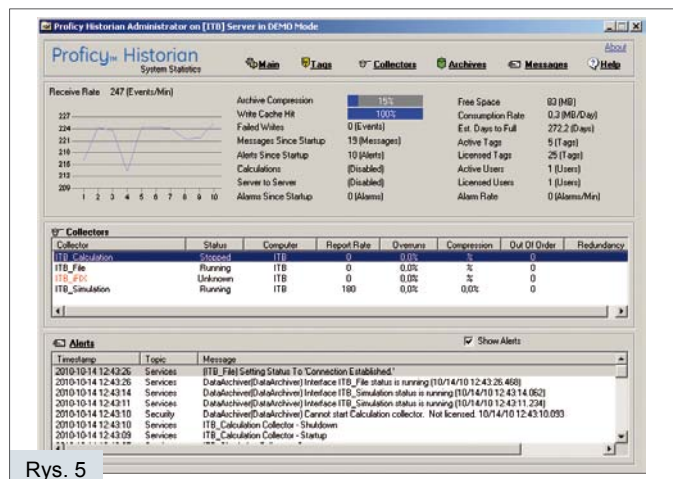 Proficy Historian Administrator on [ITB] Server in DEMO Mode
Proficy™ Historian
System Statistics
Main Tags Collectors Archives Messages Help
About
Receive Rate 247 (Events/Min)
227
224
221
218
216
213
209
1 2 3 4 5 6 7 8 9 10
Archive Compression 15%
Write Cache Hit 100%
Failed Writes 0 (Events)
Messages Since Startup 19 (Messages)
Alerts Since Startup 10 (Alerts)
Calculations (Disabled)
Server to Server (Disabled)
Alarms Since Startup 0 (Alarms)
Free Space 83 (MB)
Consumption Rate 0.3 (MB/Day)
Est. Days to Full 272.2 (Days)
Active Tags 5 (Tags)
Licensed Tags 25 (Tags)
Active Users 1 (Users)
Licensed Users 1 (Users)
Alarm Rate 0 (Alarms/Min)
Collectors
Collector Status Computer Report Rate Overruns Compression Out Of Order Redundancy
ITB_Calculation Stopped ITB 0 0,0% % 0
ITB_File Running ITB 0 0,0% % 0
ITB_iFIX Unknown ITB 0 0,0% % 0
ITB_Simulation Running ITB 180 0,0% 0,0% 0
Alerts
Show Alerts
Timestamp Topic Message
2010-10-14 12:43:26 Services [ITB_File] Setting Status To 'Connection Established.'
2010-10-14 12:43:26 Services DataArchiver(DataArchiver) Interface ITB_File status is running.(10/14/10 12:43:26.468)
2010-10-14 12:43:14 Services DataArchiver(DataArchiver) Interface ITB_Simulation status is running.(10/14/10 12:43:14.062)
2010-10-14 12:43:11 Services DataArchiver(DataArchiver) Interface ITB_Simulation status is running.(10/14/10 12:43:11.234)
2010-10-14 12:43:10 Security DataArchiver(DataArchiver) Cannot start Calculation collector. Not licensed. 10/14/10 12:43:10.093
2010-10-14 12:43:10 Services ITB_Calculation Collector - Shutdown
2010-10-14 12:43:09 Services ITB_Calculation Collector - Startup
Rys. 5